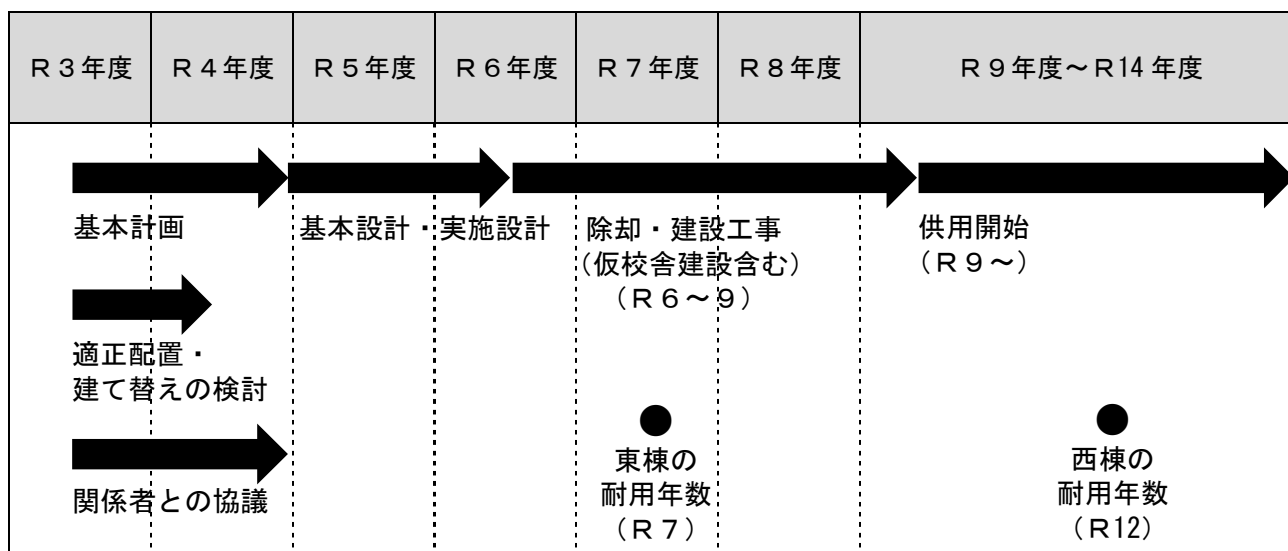 R3年度 R4年度 R5年度 R6年度 R7年度 R8年度 R9年度～R14年度
基本計画
基本設計・実施設計
除却・建設工事
(仮校舎建設含む)
(R6～9)
供用開始
(R9～)
適正配置・
建て替えの検討
関係者との協議
東棟の
耐用年数
(R7)
西棟の
耐用年数
(R12)